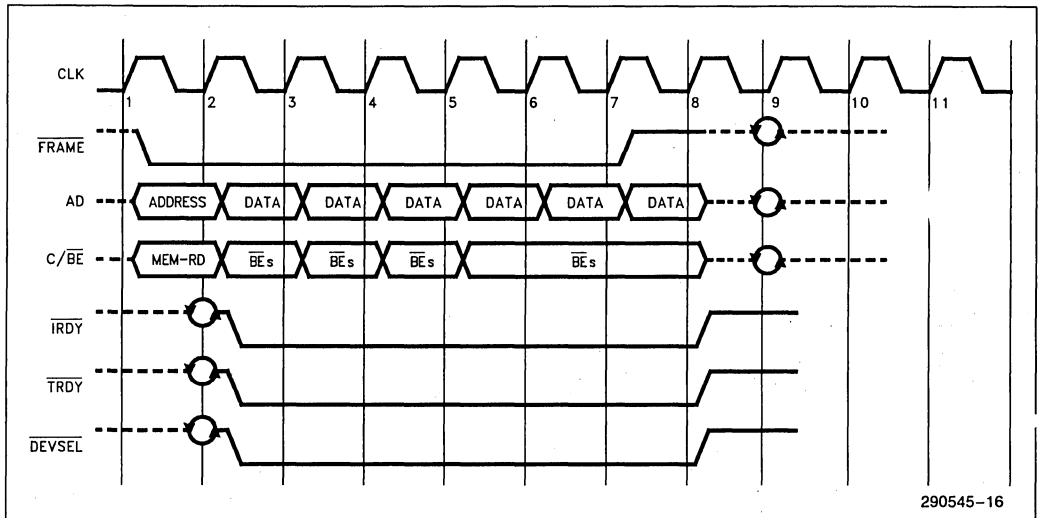 CLK
1 2 3 4 5 6 7 8 9 10 11
FRAME
AD ADDRESS DATA DATA DATA DATA DATA DATA
C/BE MEM-RD BEs BEs BEs BEs
IRDY
TRDY
DEVSEL
290545-16